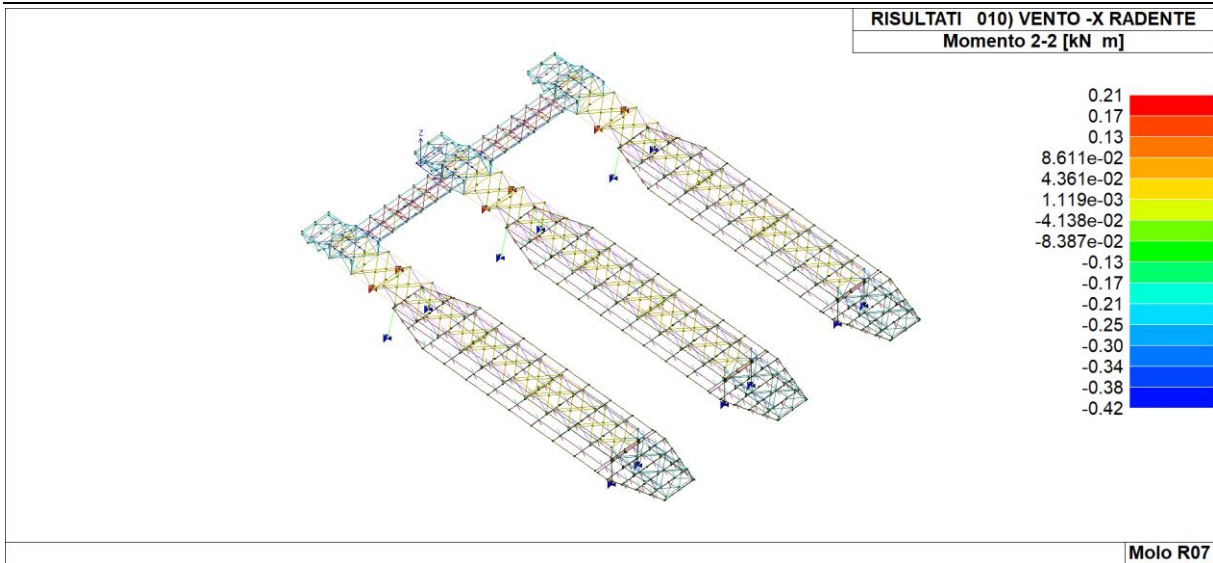 RISULTATI 010) VENTO -X RADENTE
Momento 2-2 [kN m]
0.21
0.17
0.13
8.611e-02
4.361e-02
1.119e-03
-4.138e-02
-8.387e-02
-0.13
-0.17
-0.21
-0.25
-0.30
-0.34
-0.38
-0.42
Z
Molo R07